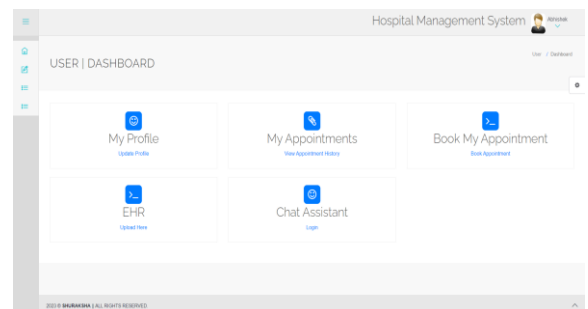 Hospital Management System
USER | DASHBOARD
User / Dashboard
My Profile
Update Profile
My Appointments
View Appointment History
Book My Appointment
Book Appointment
EHR
Upload Here
Chat Assistant
Login
2023 © SHURAKSHA | ALL RIGHTS RESERVED